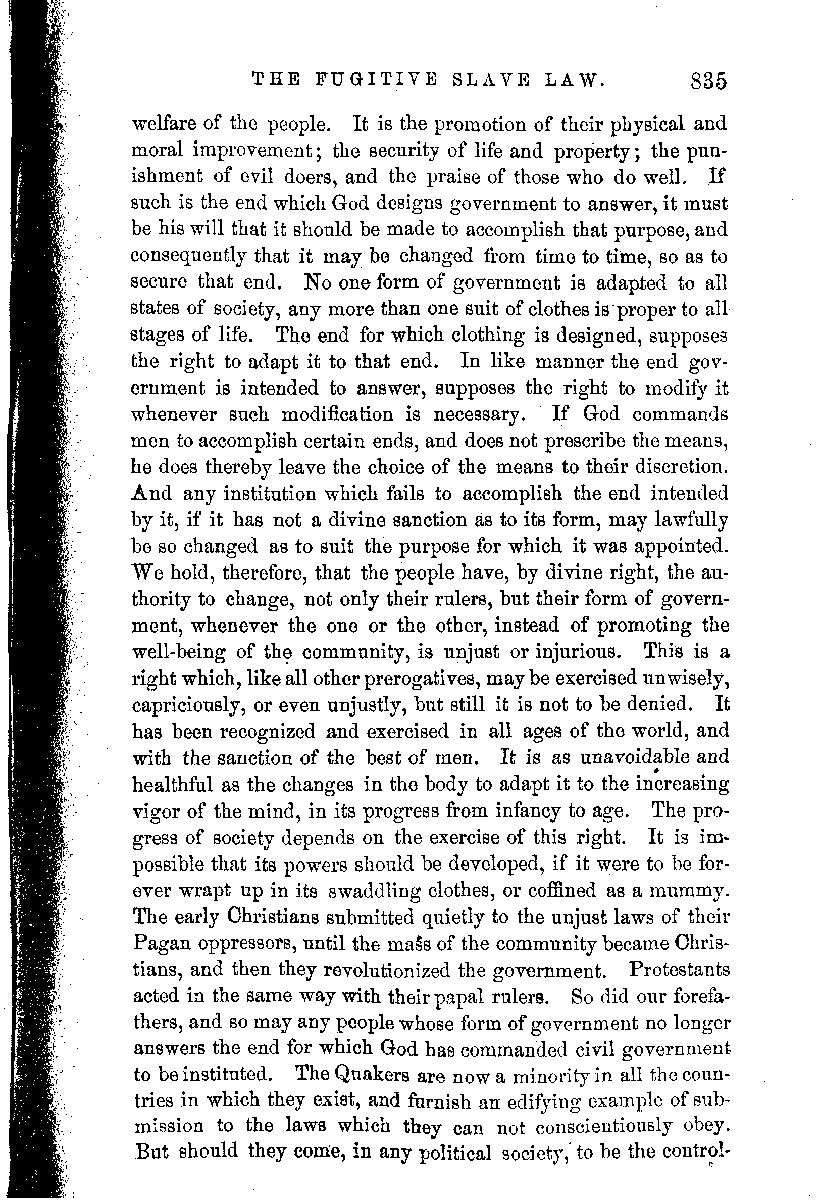 THE FUGITIVE SLAVE LAW. 835
welfare of the people. It is the promotion of their physical and
moral improvement; the security of life and property; the pun-
ishment of evil doers, and the praise of those who do well. If
such is the end which God designs government to answer, it must
be his will that it should be made to accomplish that purpose, and
consequently that it may be changed from time to time, so as to
secure that end. No one form of government is adapted to all
states of society, any more than one suit of clothes is proper to all
stages of life. The end for which clothing is designed, supposes
the right to adapt it to that end. In like manner the end gov-
ernment is intended to answer, supposes the right to modify it
whenever such modification is necessary. If God commands
men to accomplish certain ends, and does not prescribe the means,
he does thereby leave the choice of the means to their discretion.
And any institution which fails to accomplish the end intended
by it, if it has not a divine sanction as to its form, may lawfully
be so changed as to suit the purpose for which it was appointed.
We hold, therefore, that the people have, by divine right, the au-
thority to change, not only their rulers, but their form of govern-
ment, whenever the one or the other, instead of promoting the
well-being of the community, is unjust or injurious. This is a
right which, like all other prerogatives, may be exercised unwisely,
capriciously, or even unjustly, but still it is not to be denied. It
has been recognized and exercised in all ages of the world, and
with the sanction of the best of men. It is as unavoidable and
healthful as the changes in the body to adapt it to the increasing
vigor of the mind, in its progress from infancy to age. The pro-
gress of society depends on the exercise of this right. It is im-
possible that its powers should be developed, if it were to be for-
ever wrapt up in its swaddling clothes, or coffined as a mummy.
The early Christians submitted quietly to the unjust laws of their
Pagan oppressors, until the mass of the community became Chris-
tians, and then they revolutionized the government. Protestants
acted in the same way with their papal rulers. So did our forefa-
thers, and so may any people whose form of government no longer
answers the end for which God has commanded civil government
to be instituted. The Quakers are now a minority in all the coun-
tries in which they exist, and furnish an edifying example of sub-
mission to the laws which they can not conscientiously obey.
But should they come, in any political society, to be the control-